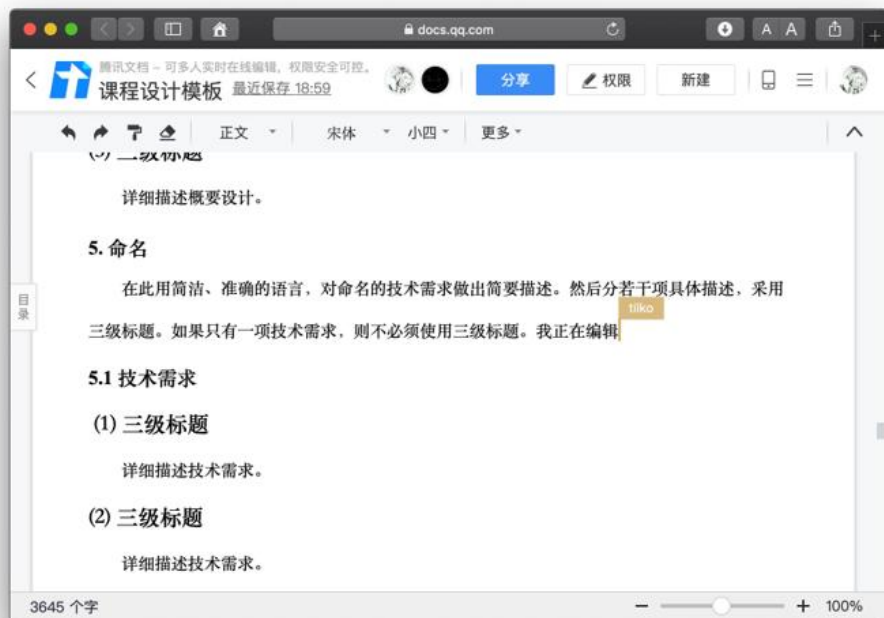 docs.qq.com
A A
腾讯文档 - 可多人实时在线编辑，权限安全可控。
课程设计模板 最近保存 18:59
分享 权限 新建
正文 宋体 小四 更多
(3) 三级标题
详细描述概要设计。
5. 命名
目录
在此用简洁、准确的语言，对命名的技术需求做出简要描述。然后分若干项具体描述，采用
tilko
三级标题。如果只有一项技术需求，则不必须使用三级标题。我正在编辑
5.1 技术需求
(1) 三级标题
详细描述技术需求。
(2) 三级标题
详细描述技术需求。
3645 个字
100%